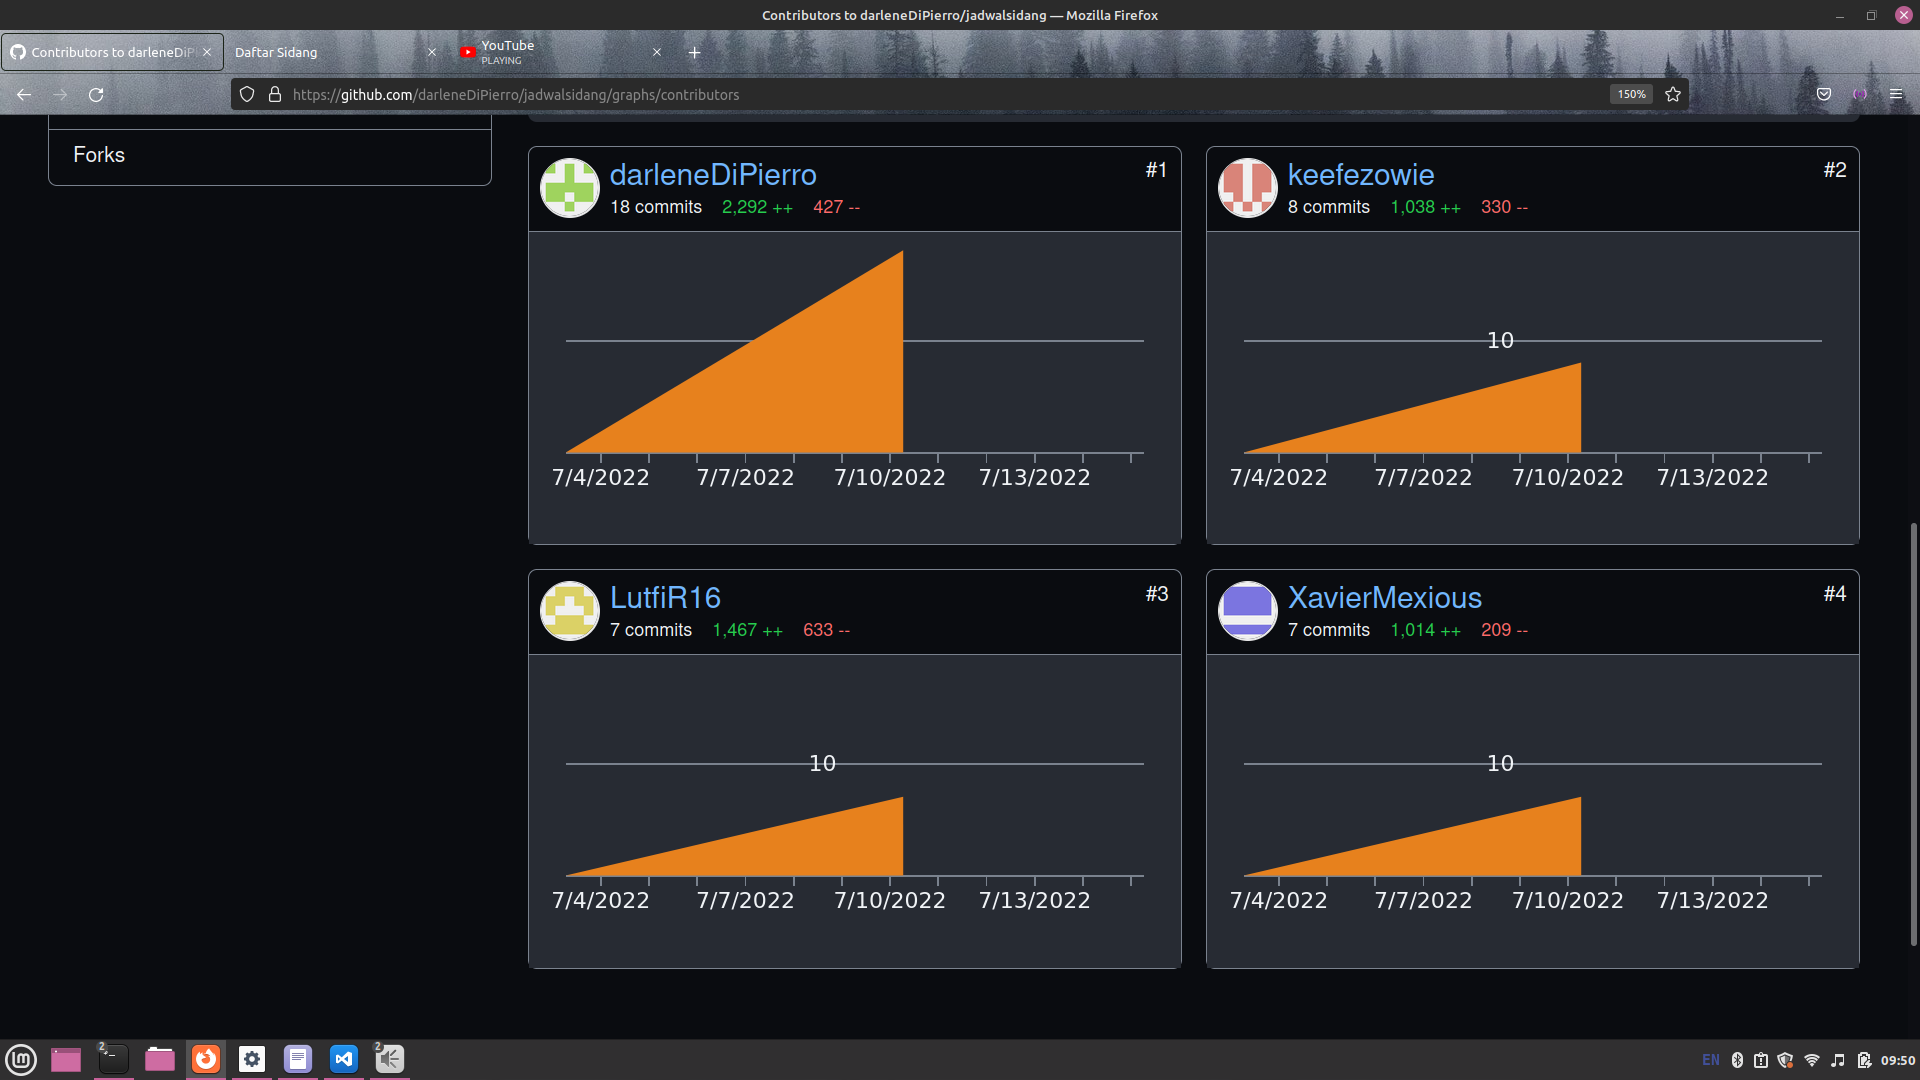 Contributors to darleneDiPierro/jadwalsidang — Mozilla Firefox
Contributors to darleneDiP
Daftar Sidang
YouTube
PLAYING
https://github.com/darleneDiPierro/jadwalsidang/graphs/contributors
150%
Forks
darleneDiPierro
#1
18 commits 2,292 ++ 427 --
7/4/2022 7/7/2022 7/10/2022 7/13/2022
keefezowie
#2
8 commits 1,038 ++ 330 --
10
7/4/2022 7/7/2022 7/10/2022 7/13/2022
LutfiR16
#3
7 commits 1,467 ++ 633 --
10
7/4/2022 7/7/2022 7/10/2022 7/13/2022
XavierMexious
#4
7 commits 1,014 ++ 209 --
10
7/4/2022 7/7/2022 7/10/2022 7/13/2022
2
2
EN
09:50